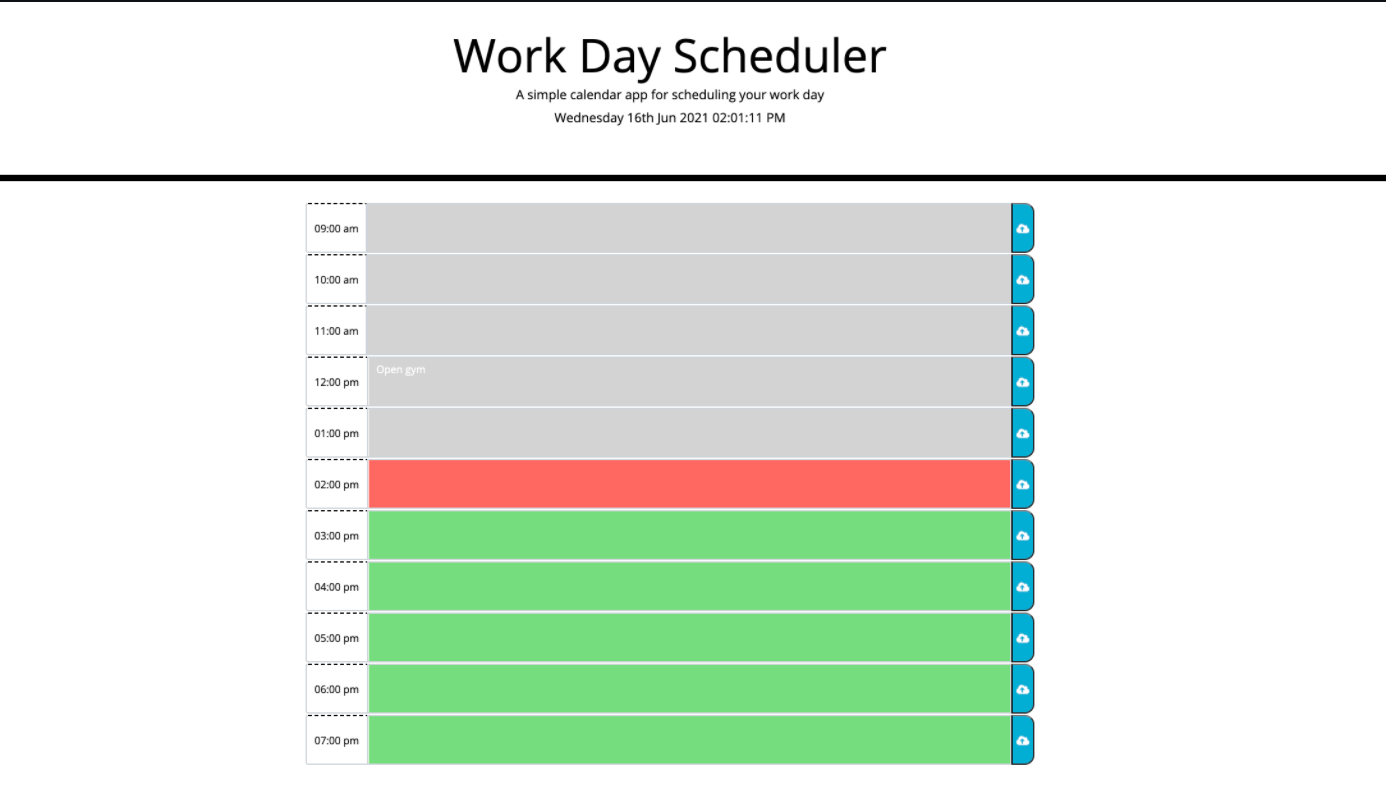 Work Day Scheduler
A simple calendar app for scheduling your work day
Wednesday 16th Jun 2021 02:01:11 PM
09:00 am
10:00 am
11:00 am
12:00 pm Open gym
01:00 pm
02:00 pm
03:00 pm
04:00 pm
05:00 pm
06:00 pm
07:00 pm